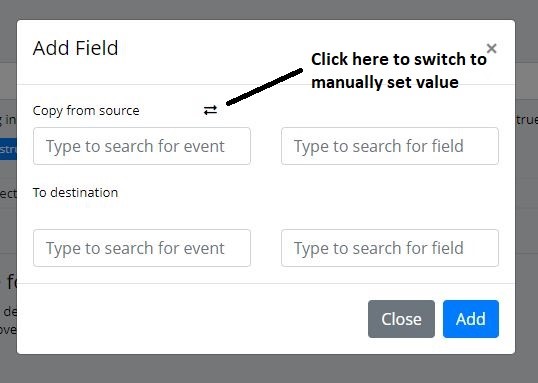 Add Field
×
Click here to switch to
manually set value
Copy from source
Type to search for event
Type to search for field
To destination
Type to search for event
Type to search for field
Close
Add
true